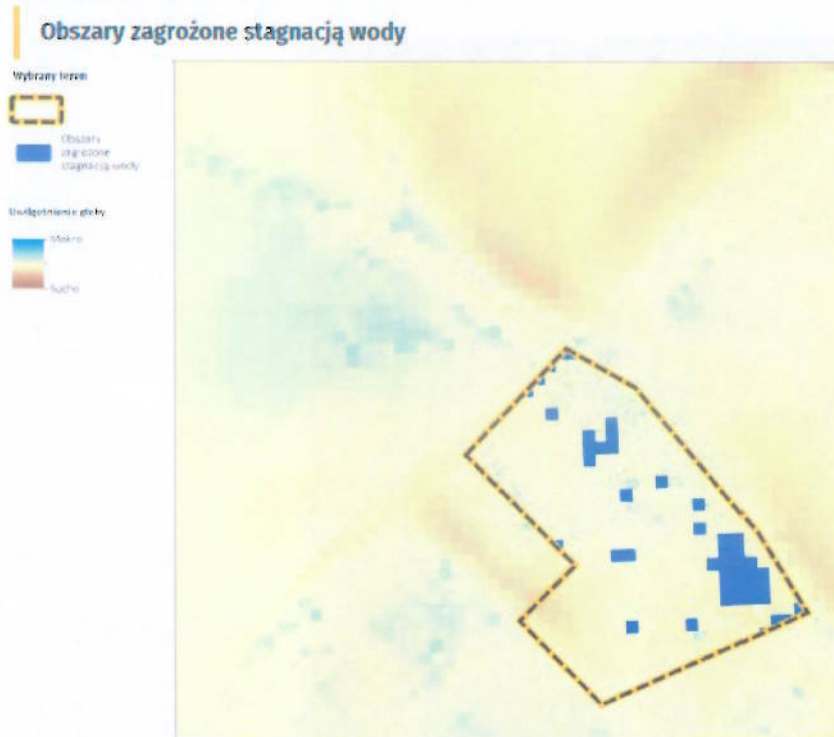 Obszary zagrożone stagnacją wody
Wybrany teren
Obszary
zagrożone
stagnacją wody
Uwilgotnienie gleby
Mokro
Sucho